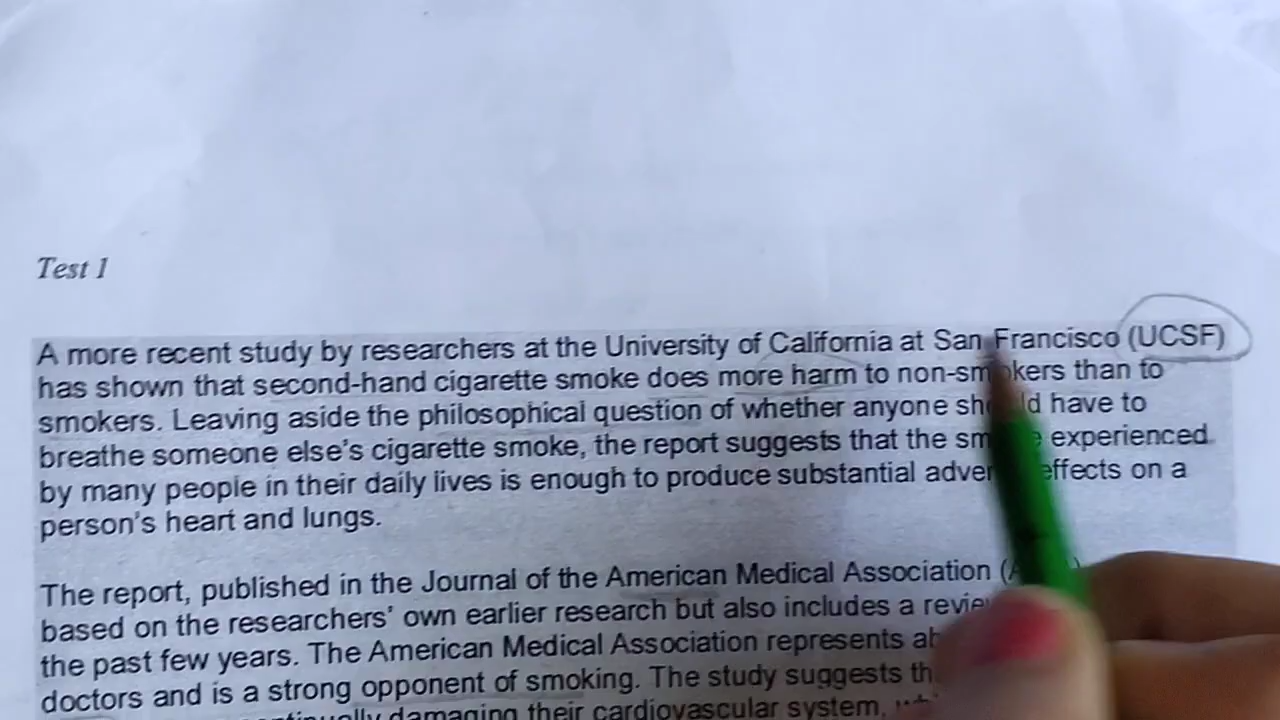 Test 1
A more recent study by researchers at the University of California at San Francisco (UCSF)
has shown that second-hand cigarette smoke does more harm to non-smokers than to
smokers. Leaving aside the philosophical question of whether anyone should have to
breathe someone else's cigarette smoke, the report suggests that the smoke experienced
by many people in their daily lives is enough to produce substantial adverse effects on a
person's heart and lungs.
The report, published in the Journal of the American Medical Association
based on the researchers' own earlier research but also includes a
the past few years. The American Medical Association represents
doctors and is a strong opponent of smoking. The study suggests
continually damaging their cardiovascular system,